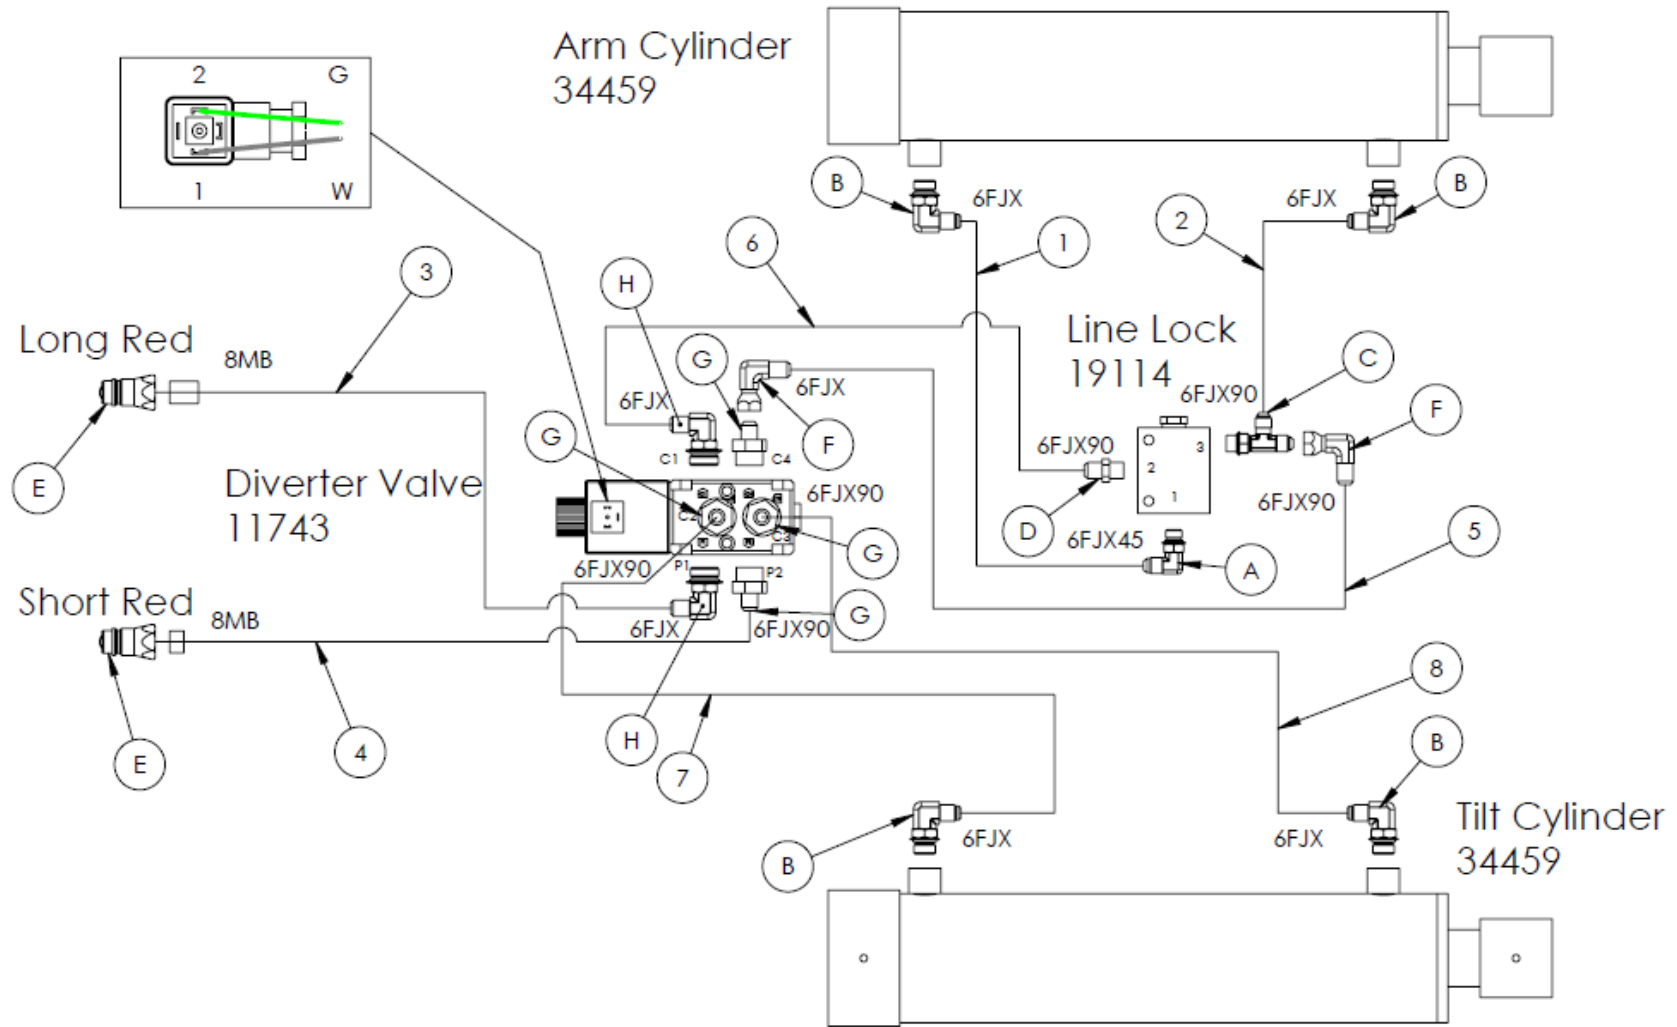 Arm Cylinder
34459
2
G
1
W
B
6FJX
6FJX
B
1
2
6
3
H
Long Red
8MB
E
G
6FJX
6FJX
F
C1
C4
G
Line Lock
19114
6FJX90
C
F
6FJX90
3
2
1
D
6FJX90
6FJX45
A
5
Diverter Valve
11743
C2
C3
6FJX90
G
6FJX90
P1
P2
G
6FJX
6FJX90
Short Red
8MB
E
4
H
7
8
B
B
6FJX
6FJX
Tilt Cylinder
34459